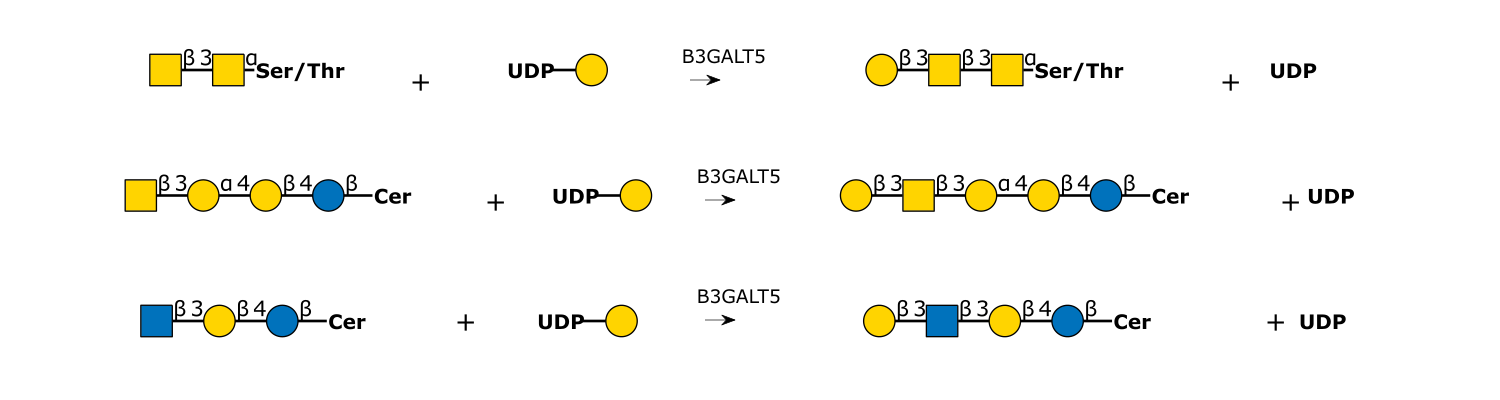 β 3 α Ser/Thr + UDP B3GALT5 β 3 β 3 α Ser/Thr + UDP
β 3 α 4 β 4 β Cer + UDP B3GALT5 β 3 β 3 α 4 β 4 β Cer + UDP
β 3 β 4 β Cer + UDP B3GALT5 β 3 β 3 β 4 β Cer + UDP